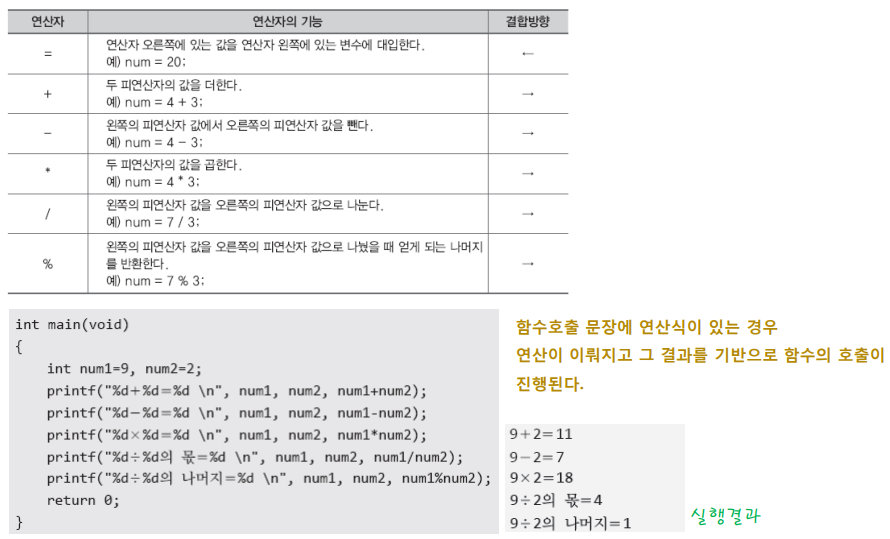 연산자 연산자의 기능 결합방향
= 연산자 오른쪽에 있는 값을 연산자 왼쪽에 있는 변수에 대입한다. ←
예) num = 20;
+ 두 피연산자의 값을 더한다. →
예) num = 4 + 3;
− 왼쪽의 피연산자 값에서 오른쪽의 피연산자 값을 뺀다. →
예) num = 4 − 3;
* 두 피연산자의 값을 곱한다. →
예) num = 4 * 3;
/ 왼쪽의 피연산자 값을 오른쪽의 피연산자 값으로 나눈다. →
예) num = 7 / 3;
% 왼쪽의 피연산자 값을 오른쪽의 피연산자 값으로 나눴을 때 얻게 되는 나머지
를 반환한다. →
예) num = 7 % 3;
int main(void)
{
int num1=9, num2=2;
printf("%d+%d=%d \n", num1, num2, num1+num2);
printf("%d−%d=%d \n", num1, num2, num1-num2);
printf("%d×%d=%d \n", num1, num2, num1*num2);
printf("%d÷%d의 몫=%d \n", num1, num2, num1/num2);
printf("%d÷%d의 나머지=%d \n", num1, num2, num1%num2);
return 0;
}
함수호출 문장에 연산식이 있는 경우
연산이 이뤄지고 그 결과를 기반으로 함수의 호출이
진행된다.
9+2=11
9−2=7
9×2=18
9÷2의 몫=4
9÷2의 나머지=1
실행결과